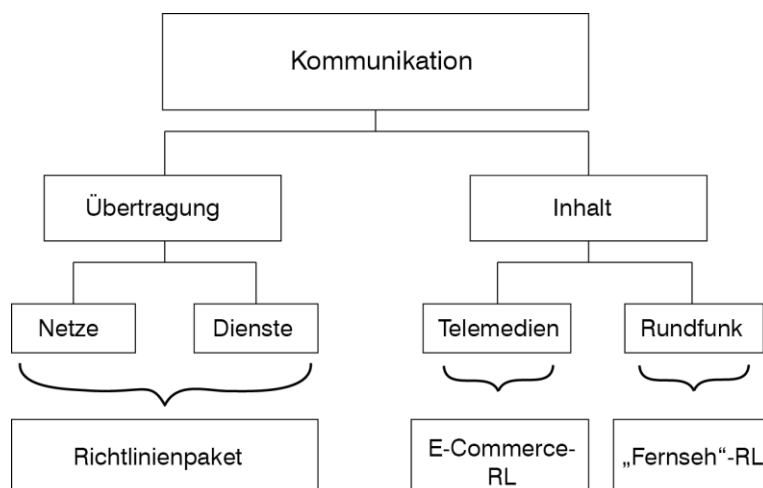 Kommunikation
Übertragung
Inhalt
Netze
Dienste
Telemedien
Rundfunk
Richtlinienpaket
E-Commerce-
RL
„Fernseh“-RL